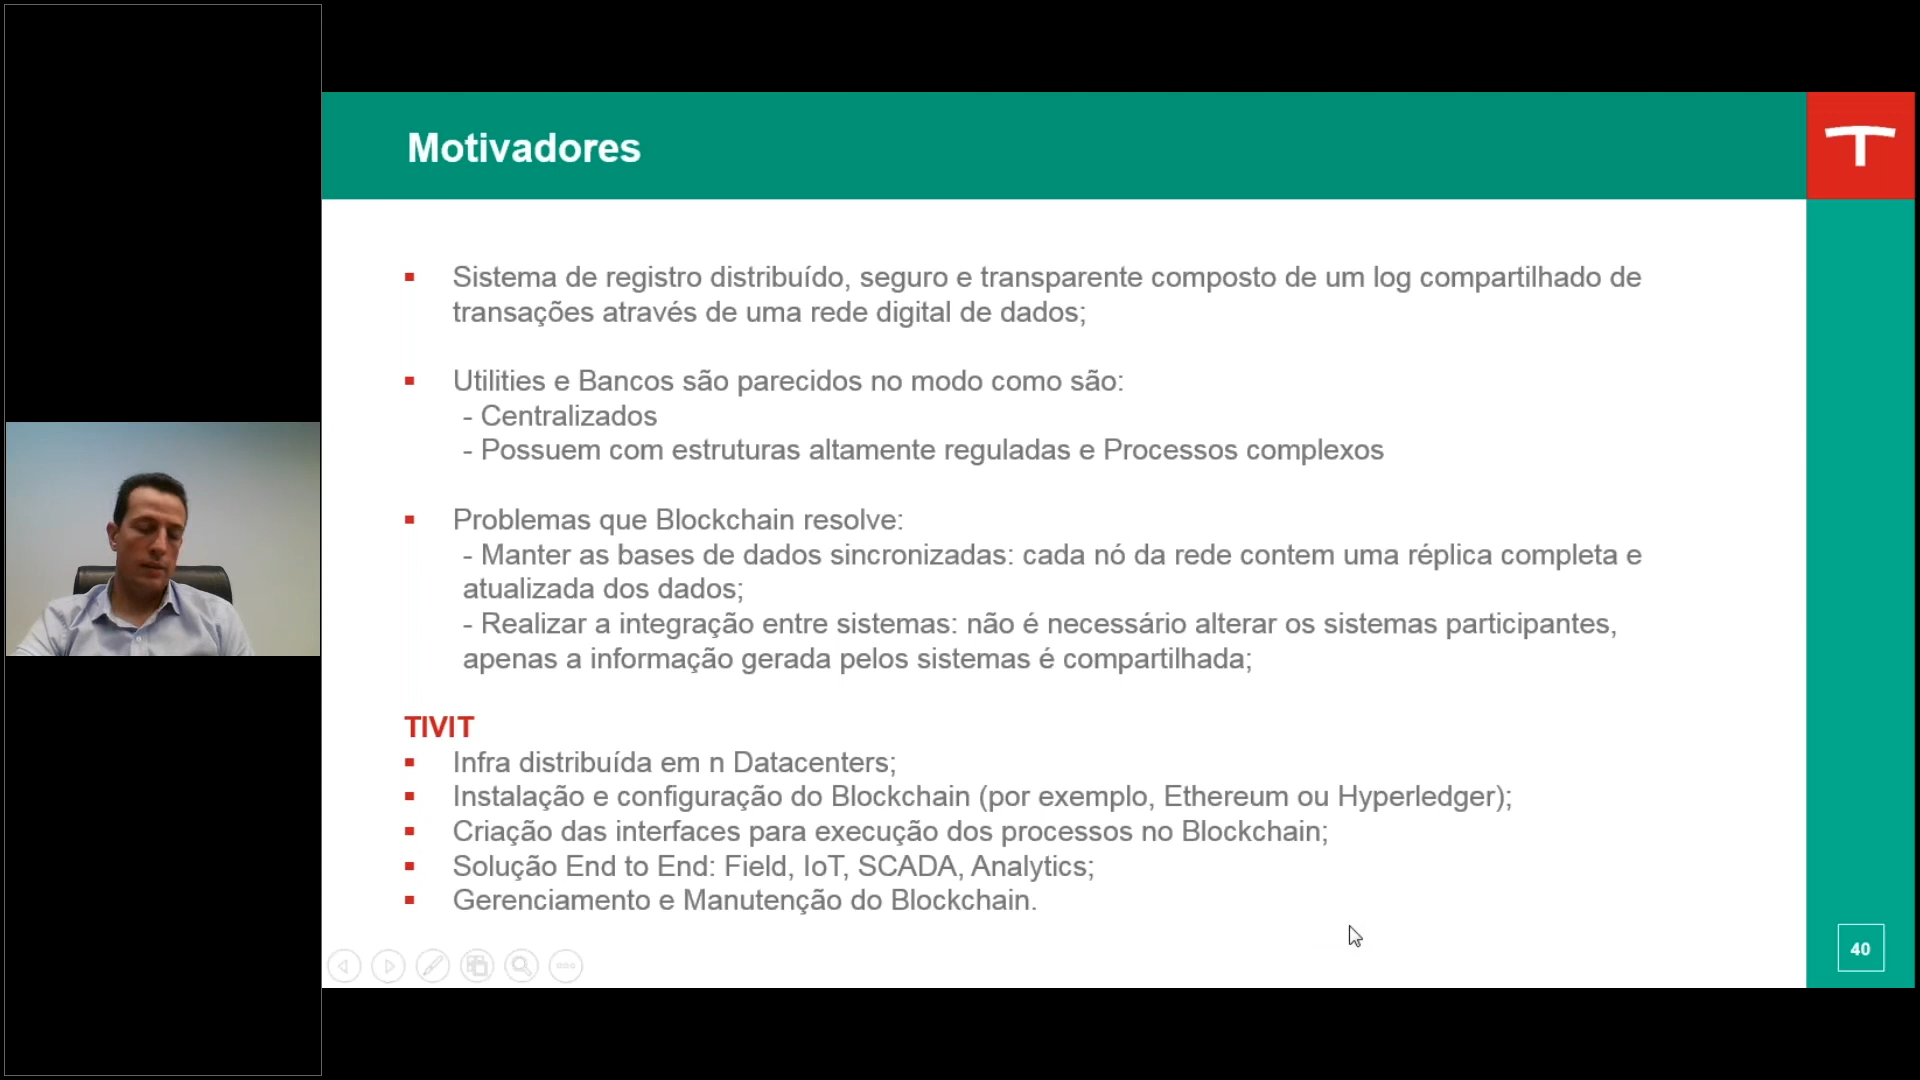 Motivadores
T
Sistema de registro distribuído, seguro e transparente composto de um log compartilhado de
transações através de uma rede digital de dados;
Utilities e Bancos são parecidos no modo como são:
- Centralizados
- Possuem com estruturas altamente reguladas e Processos complexos
Problemas que Blockchain resolve:
- Manter as bases de dados sincronizadas: cada nó da rede contem uma réplica completa e
atualizada dos dados;
- Realizar a integração entre sistemas: não é necessário alterar os sistemas participantes,
apenas a informação gerada pelos sistemas é compartilhada;
TIVIT
Infra distribuída em n Datacenters;
Instalação e configuração do Blockchain (por exemplo, Ethereum ou Hyperledger);
Criação das interfaces para execução dos processos no Blockchain;
Solução End to End: Field, IoT, SCADA, Analytics;
Gerenciamento e Manutenção do Blockchain.
40